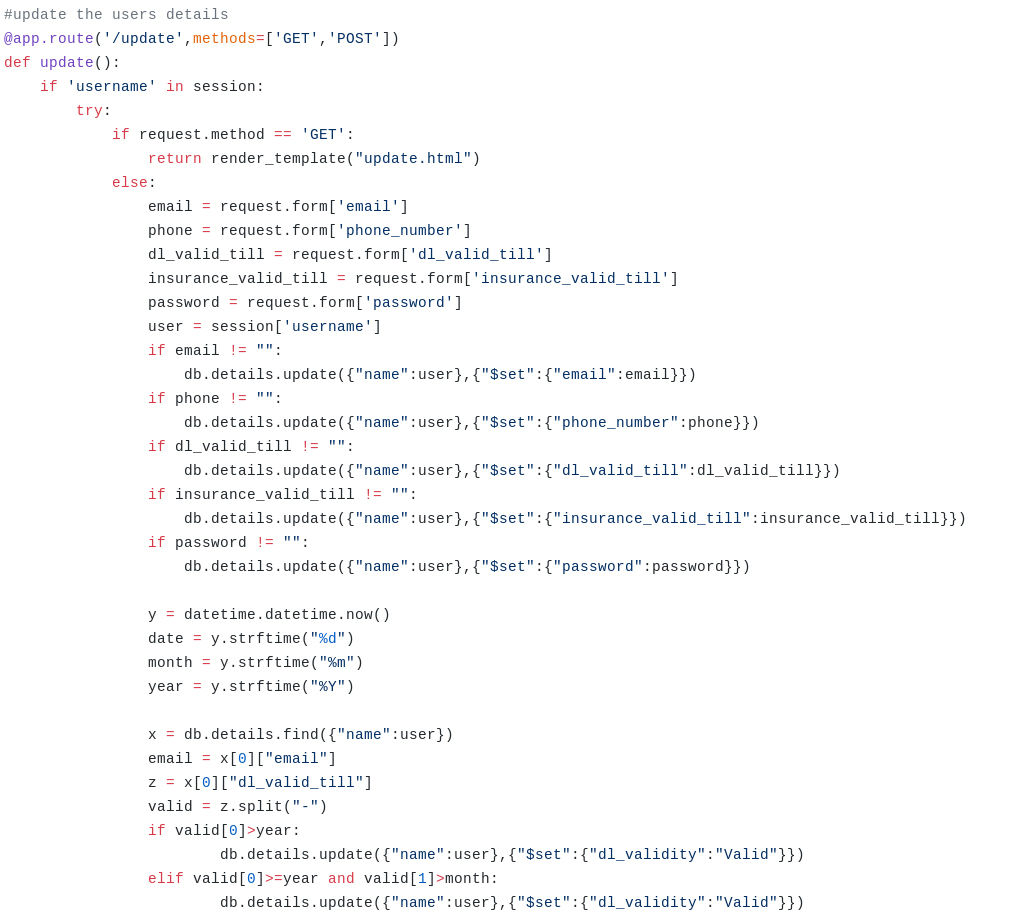 #update the users details
@app.route('/update',methods=['GET','POST'])
def update():
    if 'username' in session:
        try:
            if request.method == 'GET':
                return render_template("update.html")
            else:
                email = request.form['email']
                phone = request.form['phone_number']
                dl_valid_till = request.form['dl_valid_till']
                insurance_valid_till = request.form['insurance_valid_till']
                password = request.form['password']
                user = session['username']
                if email != "":
                    db.details.update({"name":user},{"$set":{"email":email}})
                if phone != "":
                    db.details.update({"name":user},{"$set":{"phone_number":phone}})
                if dl_valid_till != "":
                    db.details.update({"name":user},{"$set":{"dl_valid_till":dl_valid_till}})
                if insurance_valid_till != "":
                    db.details.update({"name":user},{"$set":{"insurance_valid_till":insurance_valid_till}})
                if password != "":
                    db.details.update({"name":user},{"$set":{"password":password}})

                y = datetime.datetime.now()
                date = y.strftime("%d")
                month = y.strftime("%m")
                year = y.strftime("%Y")

                x = db.details.find({"name":user})
                email = x[0]["email"]
                z = x[0]["dl_valid_till"]
                valid = z.split("-")
                if valid[0]>year:
                        db.details.update({"name":user},{"$set":{"dl_validity":"Valid"}})
                elif valid[0]>=year and valid[1]>month:
                        db.details.update({"name":user},{"$set":{"dl_validity":"Valid"}})